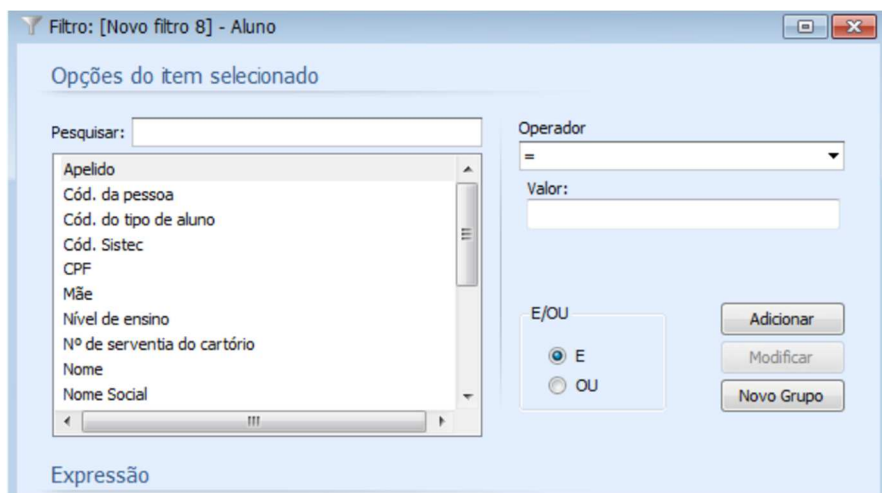 Filtro: [Novo filtro 8] - Aluno
Opções do item selecionado
Pesquisar:
Apelido
Cód. da pessoa
Cód. do tipo de aluno
Cód. Sistec
CPF
Mãe
Nível de ensino
Nº de serventia do cartório
Nome
Nome Social
Operador
=
Valor:
E/OU
E
OU
Adicionar
Modificar
Novo Grupo
Expressão